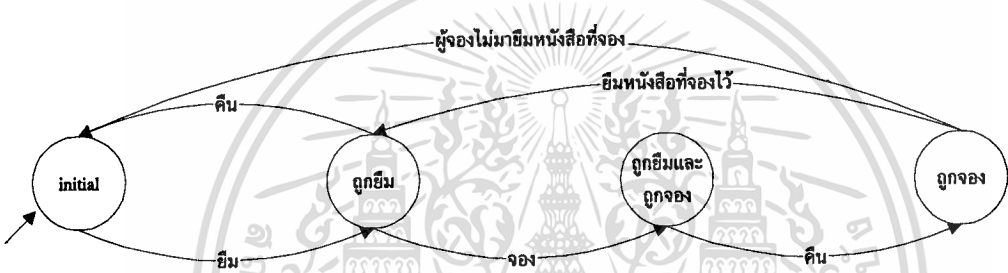 ผู้จองไม่มายืมหนังสือที่จอง
ยืมหนังสือที่จองไว้
คืน
initial
ถูกยืม
ถูกยืมและ
ถูกจอง
ถูกจอง
ยืม
จอง
คืน